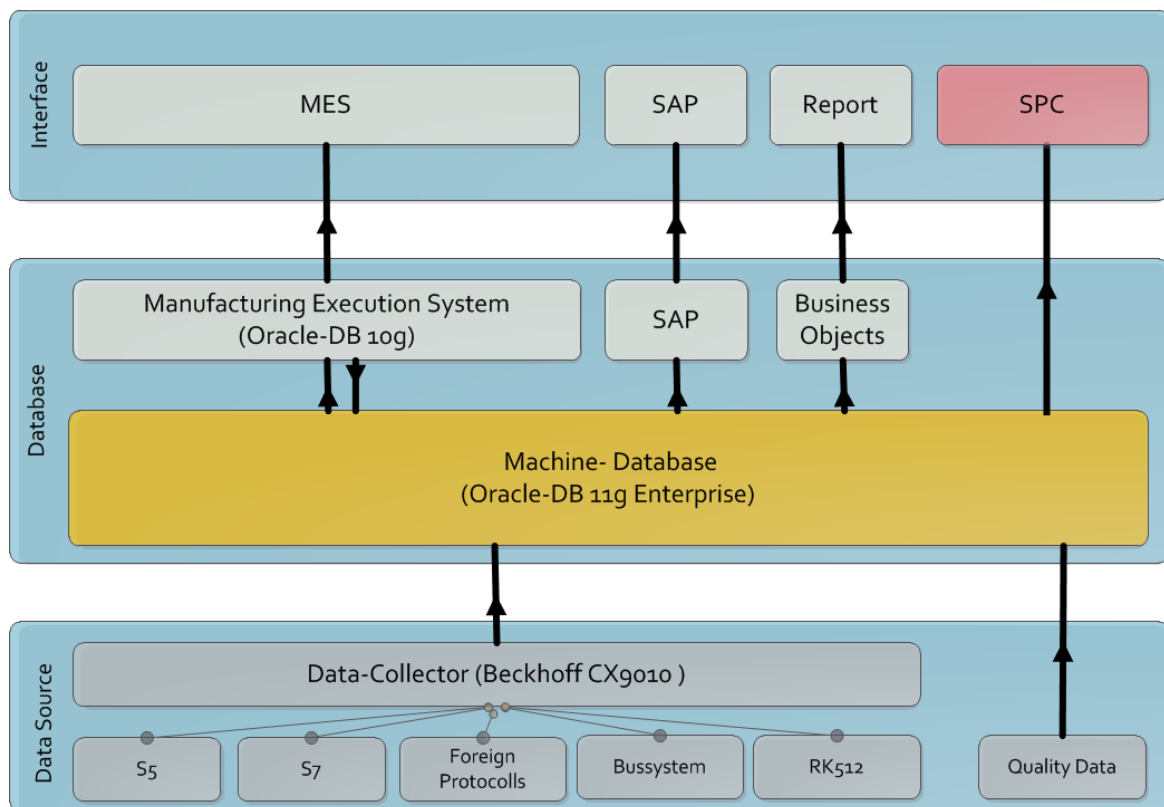 Interface
MES
SAP
Report
SPC
Database
Manufacturing Execution System
(Oracle-DB 10g)
SAP
Business
Objects
Machine- Database
(Oracle-DB 11g Enterprise)
Data Source
Data-Collector (Beckhoff CX9010 )
S5
S7
Foreign
Protocolls
Bussystem
RK512
Quality Data